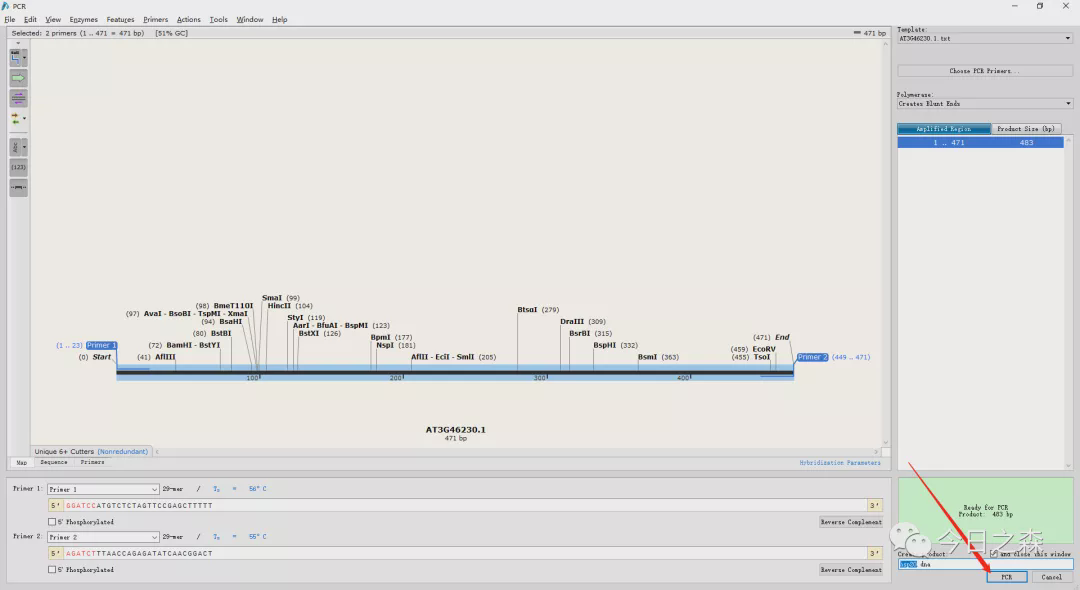 PCR
File Edit View Enzymes Features Primers Actions Tools Window Help
Selected: 2 primers (1 .. 471 = 471 bp) [51% GC]
471 bp
Template:
AT3G46230.1.txt
Choose PCR Primers...
Polymerase:
Creates Blunt Ends
Amplified Region Product Size (bp)
1 .. 471 483
SmaI (99)
(98) BmeT110I HincII (104)
(97) AvaI - BsoBI - TspMI - XmaI
BtsαI (279)
(94) BsaHI StyI (119)
AarI - BfuAI - BspMI (123)
DraIII (309)
(80) BstBI BstXI (126)
BsrBI (315)
BpmI (177)
(471) End
(1 .. 23) Primer 1 (72) BamHI - BstYI NspI (181)
BspHI (332)
(459) EcoRV
(0) Start (41) AflIII AflII - EciI - SmlI (205) BsmI (363) (455) TsoI Primer 2 (449 .. 471)
100 200 300 400
AT3G46230.1
471 bp
Unique 6+ Cutters (Nonredundant)
Map Sequence Primers
Hybridization Parameters
Primer 1: Primer 1 29-mer / = 56°C
5' GGATCCATGTCTCTAGTTCCGAGCTTTTT 3'
5' Phosphorylated Reverse Complement
Primer 2: Primer 2 29-mer / = 55°C
5' AGATCTTTAACCAGAGATATCAACGGACT 3'
5' Phosphorylated Reverse Complement
Ready for PCR
Product: 483 bp
今日之森
product: and close this window
dna
PCR Cancel
Abc
(123)